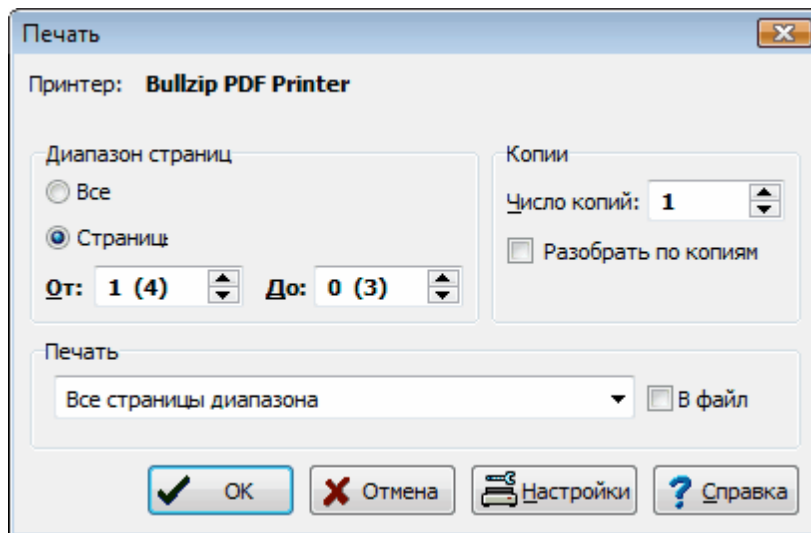 Печать
Принтер: Bullzip PDF Printer
Диапазон страниц
Все
Страниц
От: 1 (4) До: 0 (3)
Копии
Число копий: 1
Разобрать по копиям
Печать
Все страницы диапазона
В файл
ОК
Отмена
Настройки
? Справка